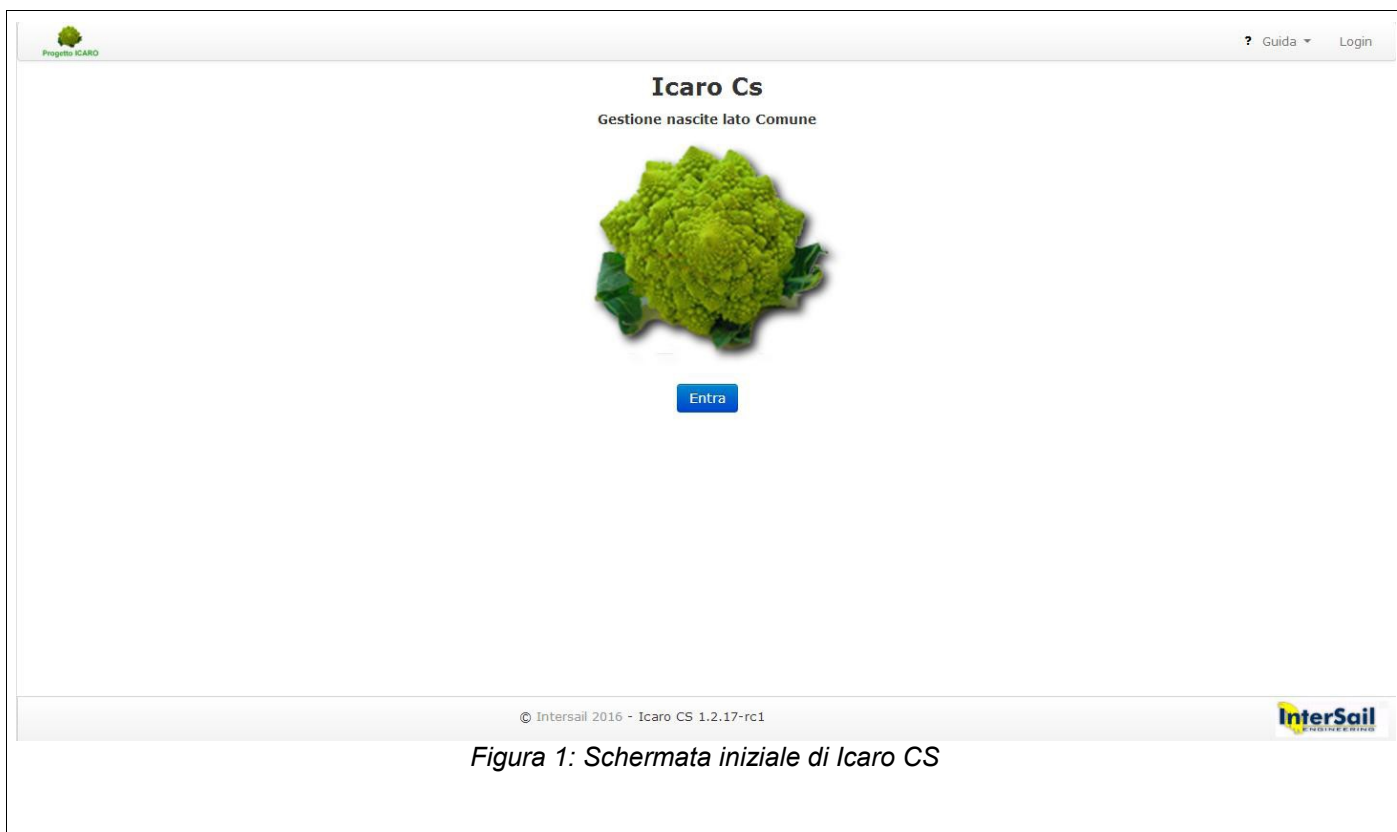 Progetto ICARO
? Guida Login
Icaro Cs
Gestione nascite lato Comune
Entra
© Intersail 2016 - Icaro CS 1.2.17-rc1
InterSail
ENGINEERING
Figura 1: Schermata iniziale di Icaro CS